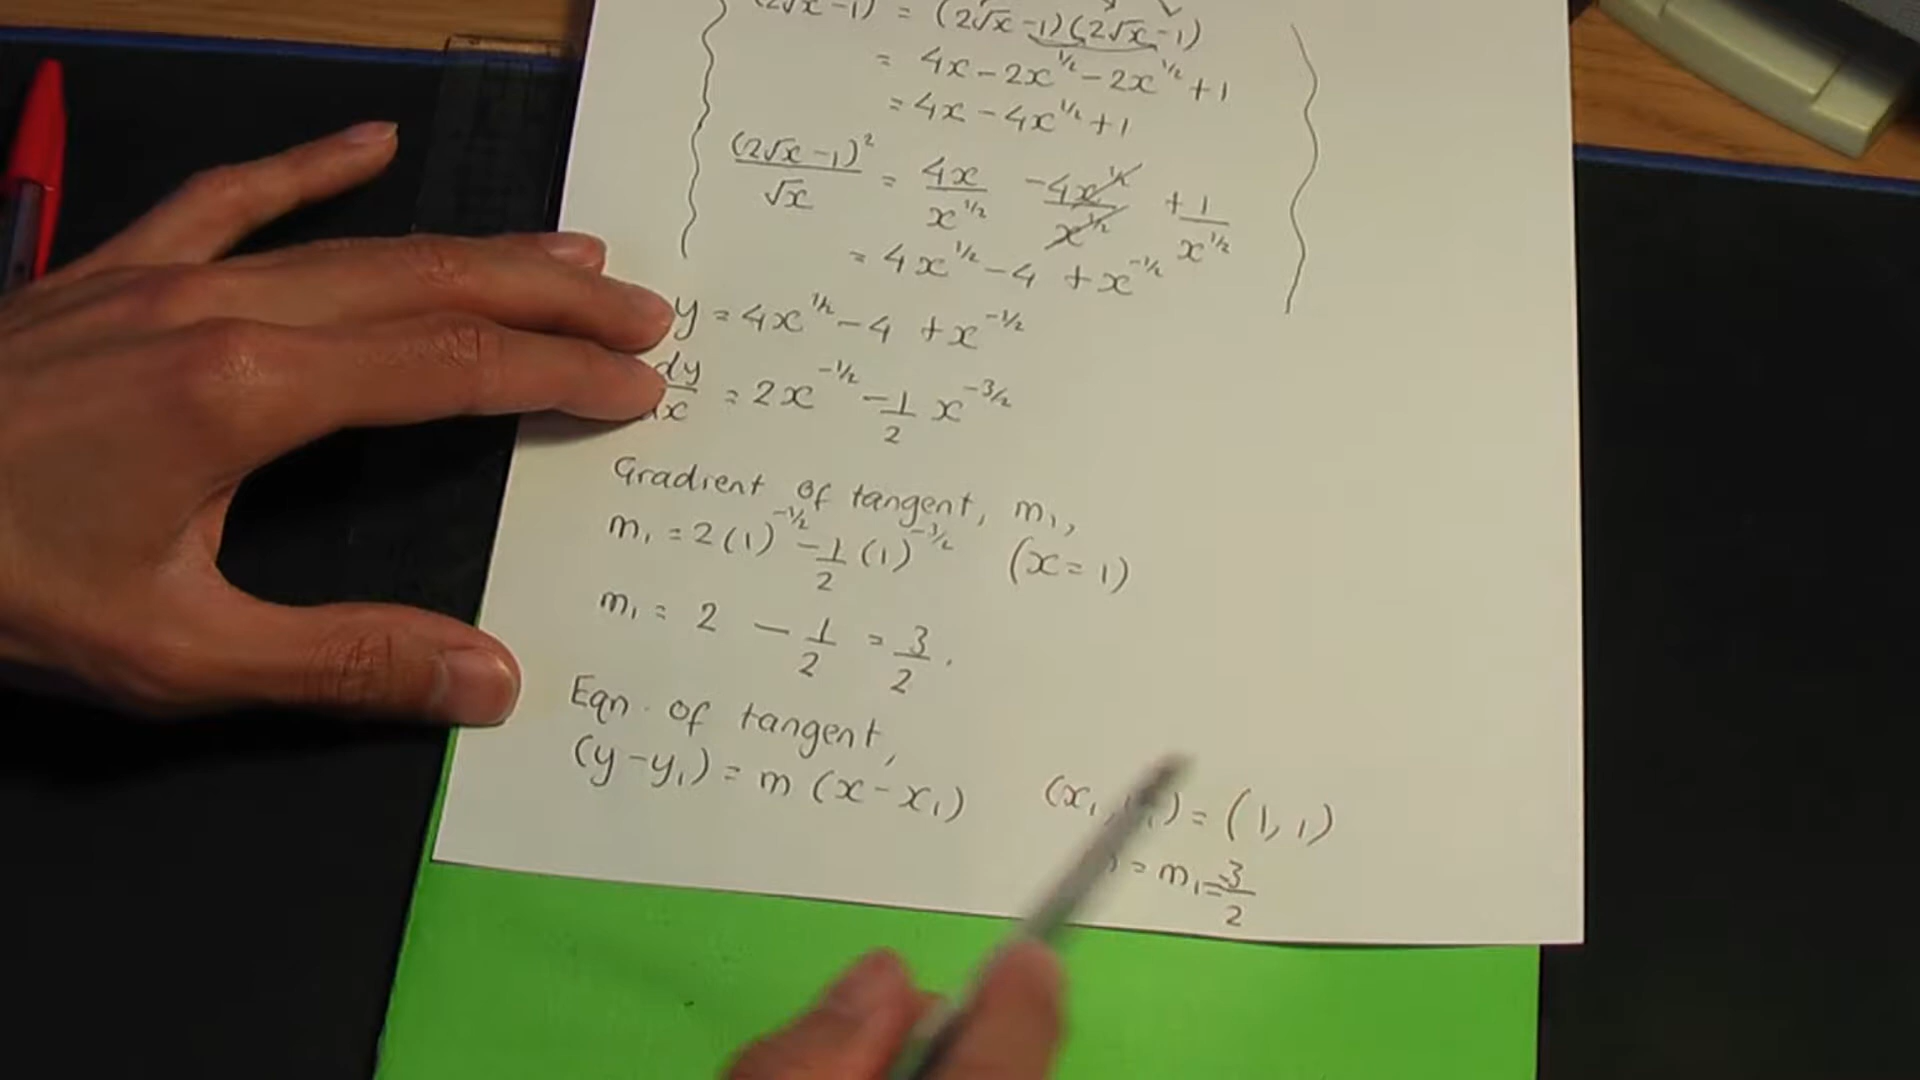 (2√x -1) = (2√x -1)(2√x -1)
= 4x - 2x^1/2 - 2x^1/2 + 1
= 4x - 4x^1/2 + 1
(2√x -1)^2/√x = 4x/x^1/2 -4x^1/2/x^1/2 +1/x^1/2
= 4x^1/2 - 4 + x^-1/2
y = 4x^1/2 - 4 + x^-1/2
dy/dx = 2x^-1/2 - 1/2 x^-3/2
Gradient of tangent, m₁,
m₁ = 2(1)^-1/2 - 1/2 (1)^-3/2 (x = 1)
m₁ = 2 - 1/2 = 3/2.
Eqn. of tangent,
(y - y₁) = m (x - x₁) (x₁, ₁) = (1, 1)
= m₁ = 3/2